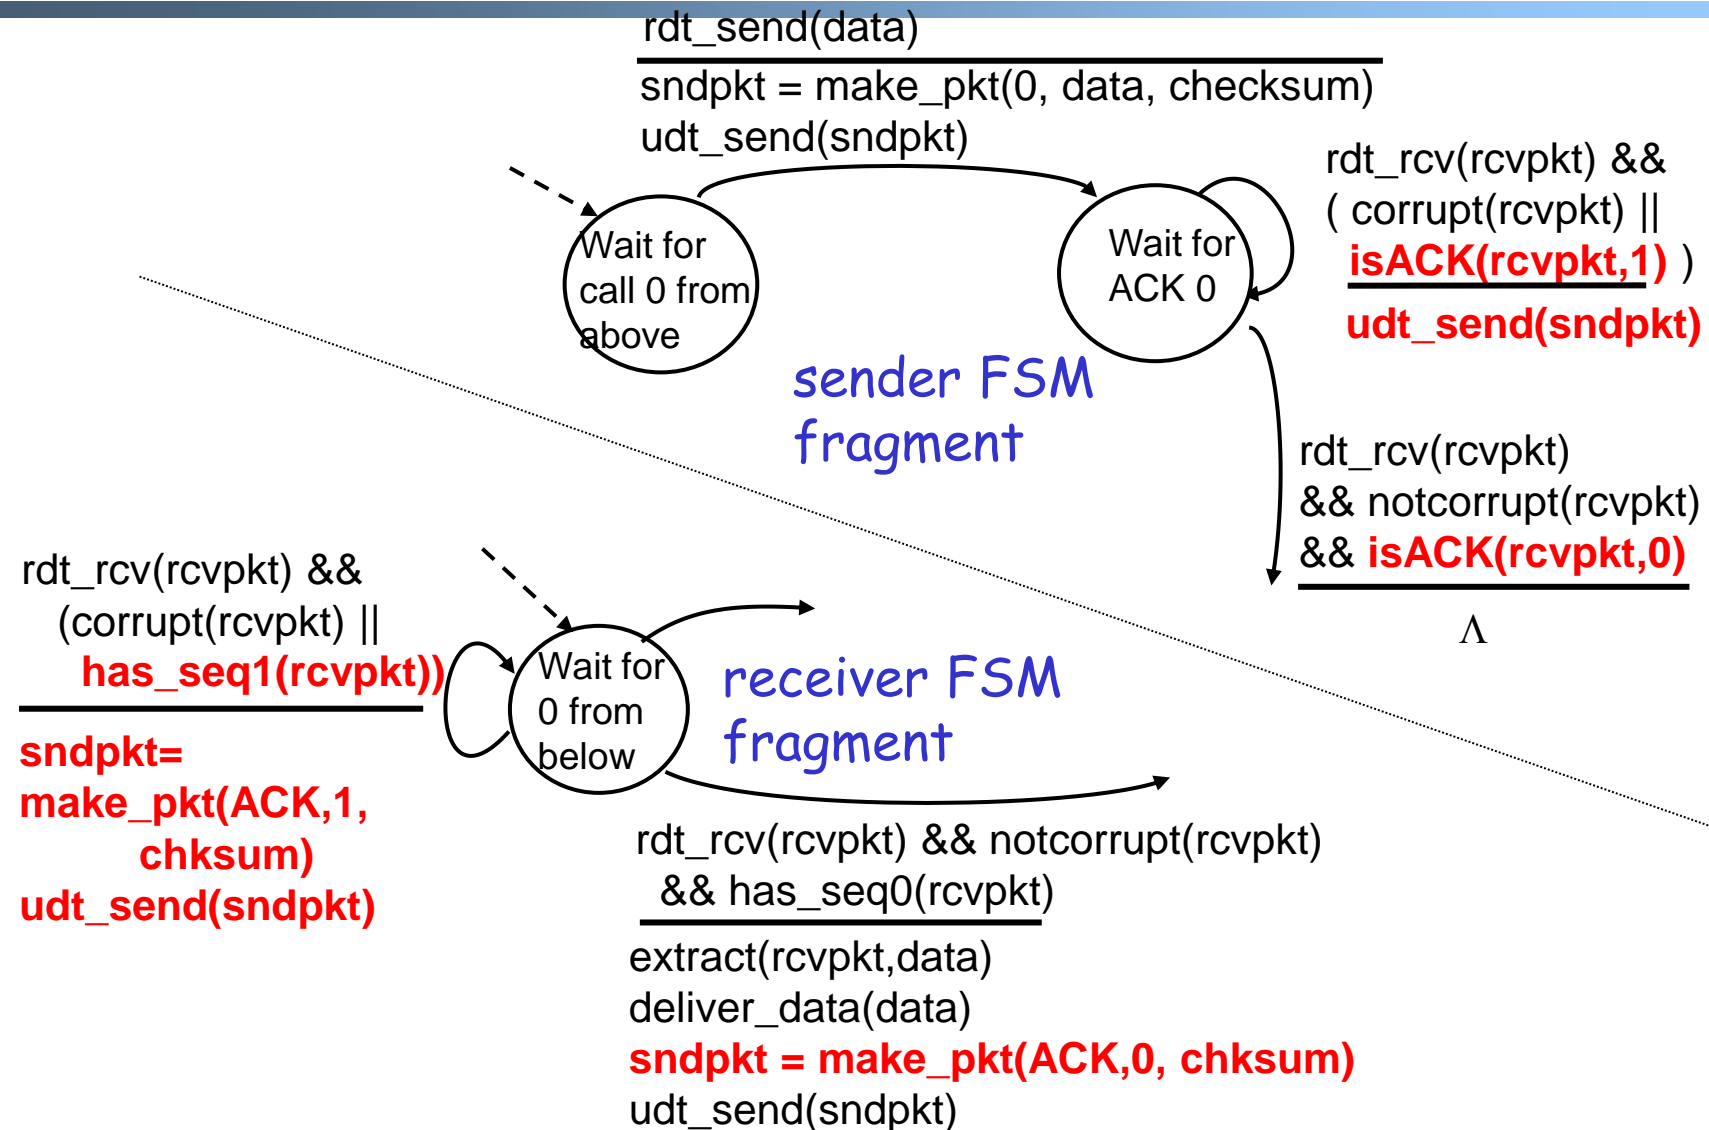 rdt_send(data)
sndpkt = make_pkt(0, data, checksum)
udt_send(sndpkt)
rdt_rcv(rcvpkt) &&
( corrupt(rcvpkt) ||
isACK(rcvpkt,1) )
udt_send(sndpkt)
Wait for
call 0 from
above
Wait for
ACK 0
sender FSM
fragment
rdt_rcv(rcvpkt)
&& notcorrupt(rcvpkt)
&& isACK(rcvpkt,0)
Λ
rdt_rcv(rcvpkt) &&
(corrupt(rcvpkt) ||
has_seq1(rcvpkt))
sndpkt=
make_pkt(ACK,1,
chksum)
udt_send(sndpkt)
Wait for
0 from
below
receiver FSM
fragment
rdt_rcv(rcvpkt) && notcorrupt(rcvpkt)
&& has_seq0(rcvpkt)
extract(rcvpkt,data)
deliver_data(data)
sndpkt = make_pkt(ACK,0, chksum)
udt_send(sndpkt)